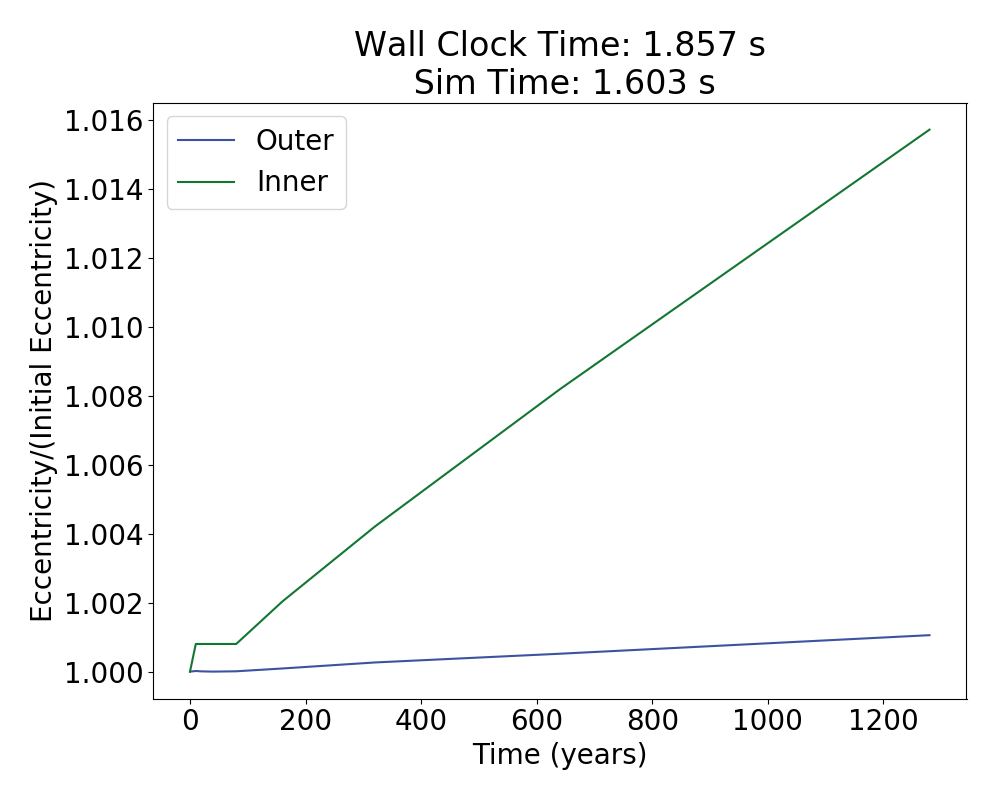 Wall Clock Time: 1.857 s
Sim Time: 1.603 s
Outer
Inner
Eccentricity/(Initial Eccentricity)
1.016
1.014
1.012
1.010
1.008
1.006
1.004
1.002
1.000
0 200 400 600 800 1000 1200
Time (years)